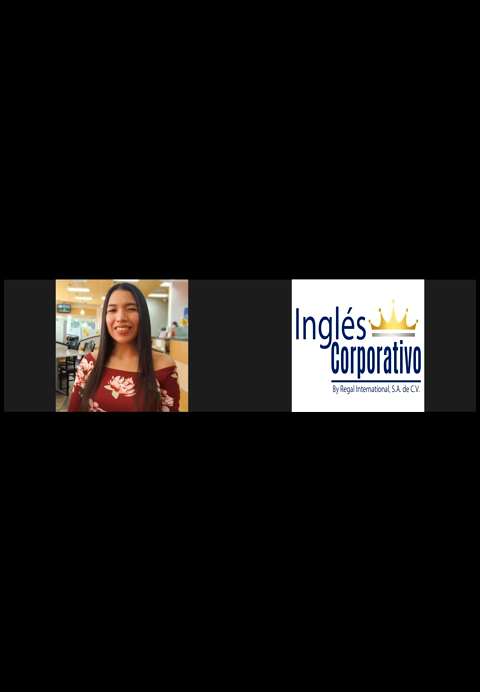 Inglés
Corporativo
By Regal International, S.A. de C.V.